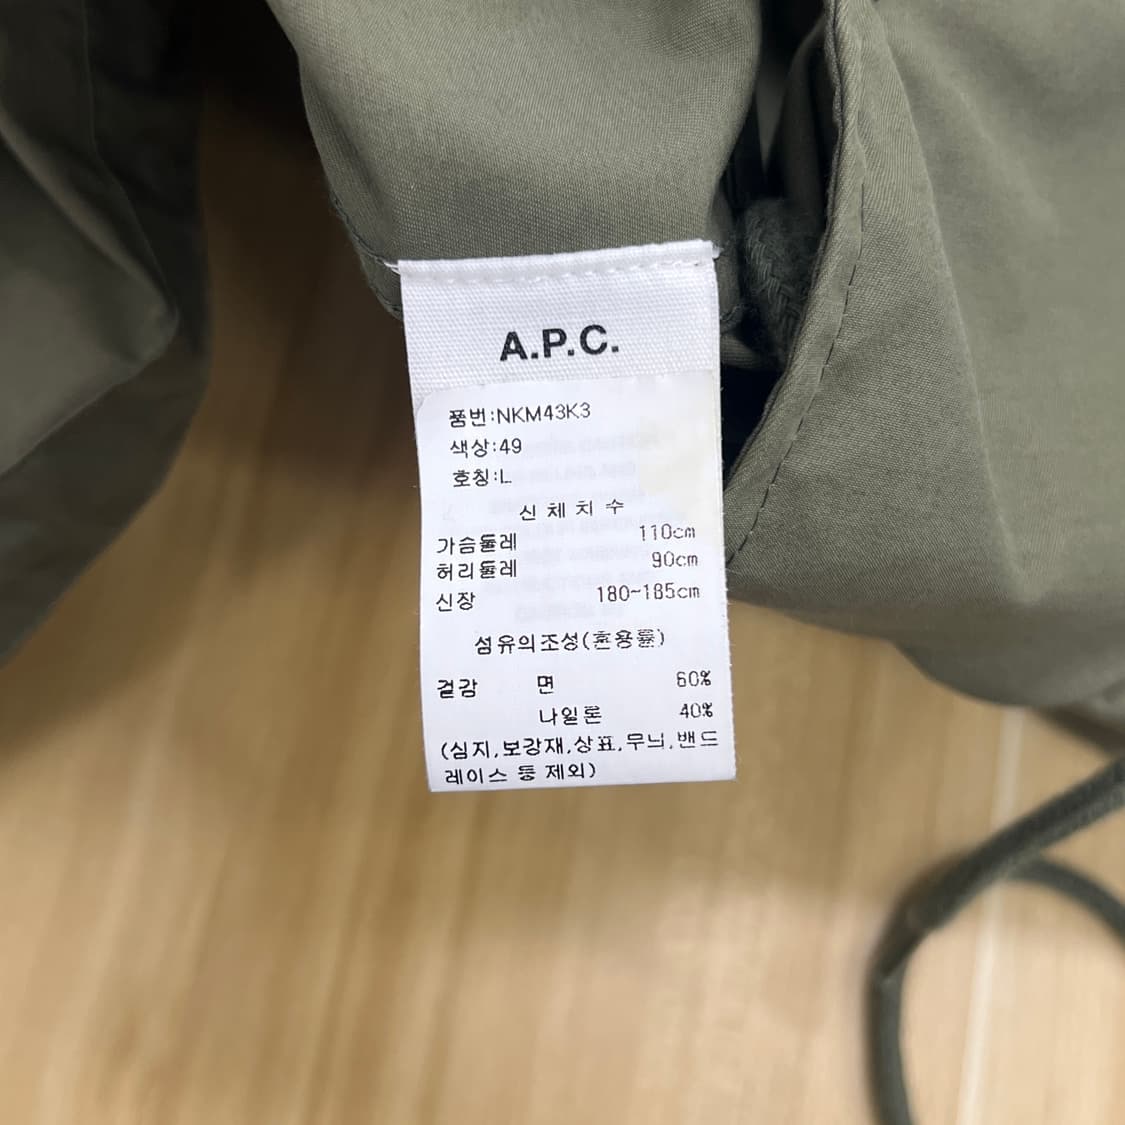 A.P.C.
품번:NKM43K3
색상:49
호칭:L
신 체 치 수
가슴둘레 110cm
허리둘레 90cm
신장 180~185cm
섬유의조성(혼용률)
겉감 면 60%
나일론 40%
(심지,보강재,상표,무늬,밴드
레이스 등 제외)